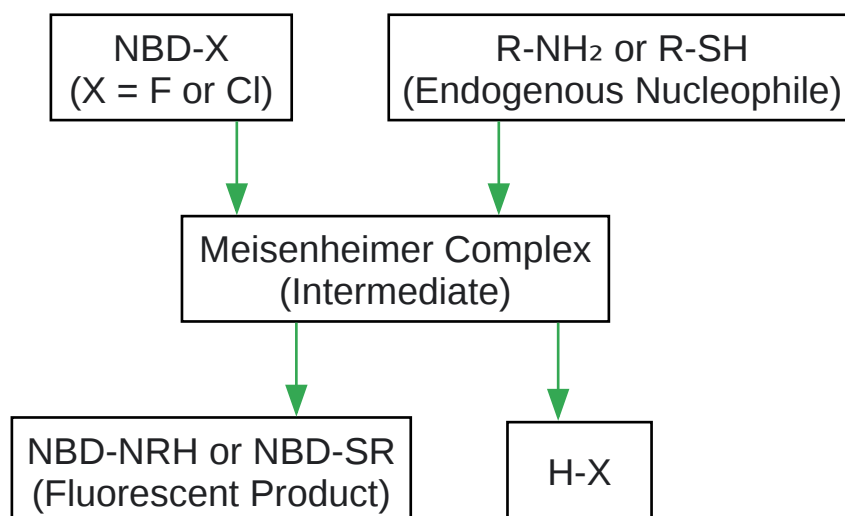 NBD-X
(X = F or Cl)
R-NH₂ or R-SH
(Endogenous Nucleophile)
Meisenheimer Complex
(Intermediate)
NBD-NRH or NBD-SR
(Fluorescent Product)
H-X